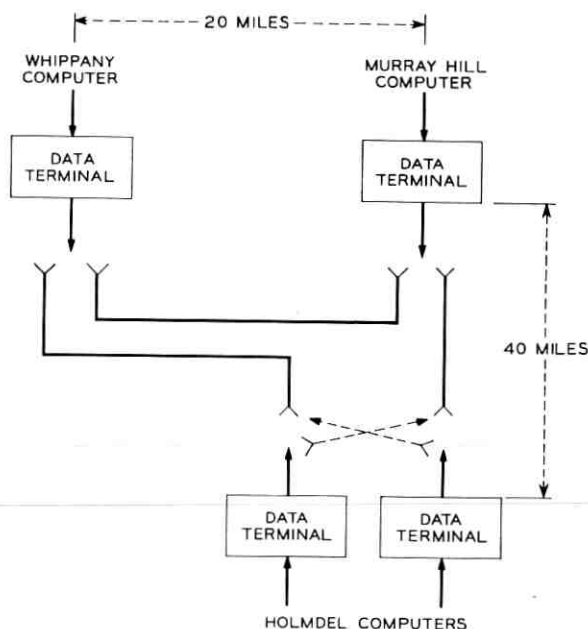 20 MILES
WHIPPANY
COMPUTER
MURRAY HILL
COMPUTER
DATA
TERMINAL
DATA
TERMINAL
40 MILES
DATA
TERMINAL
DATA
TERMINAL
HOLMDEL COMPUTERS